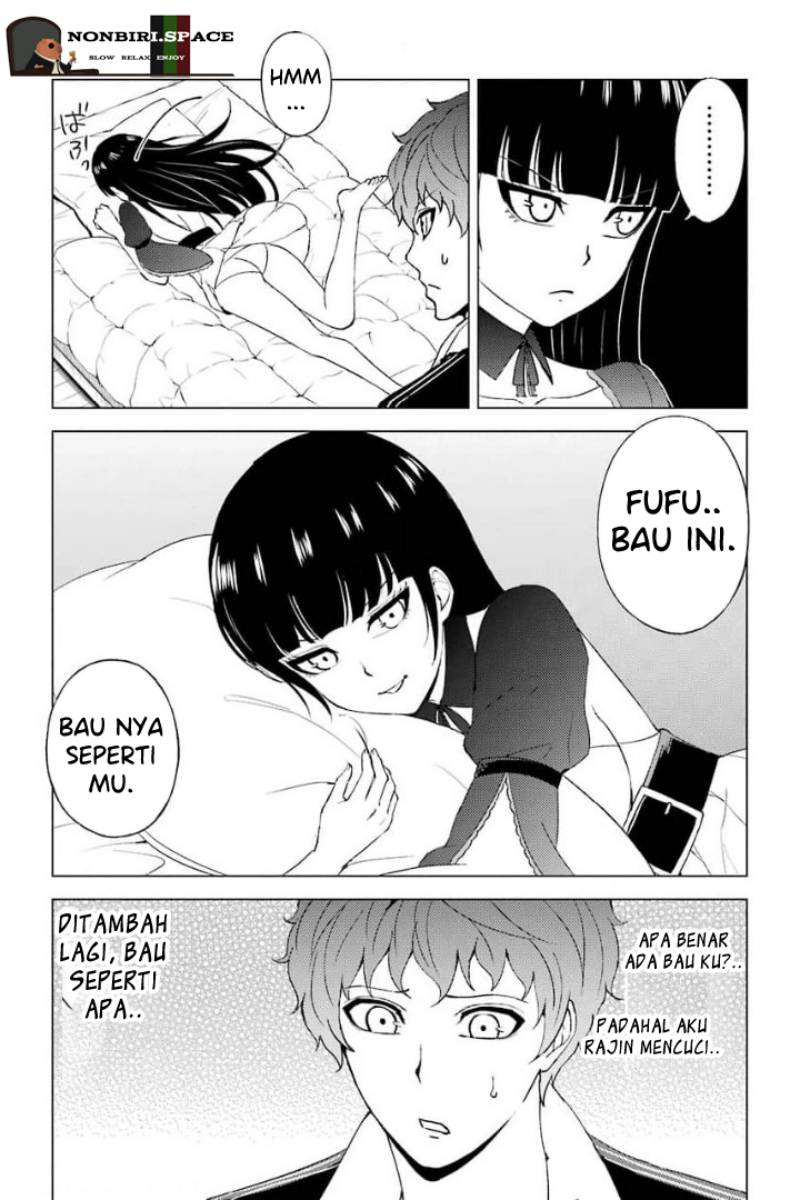 NONBIRI.SPACE
SLOW RELAX ENJOY
………
HMM
...
ばふっ
FUFU..
BAU INI.
BAU NYA
SEPERTI
MU.
DITAMBAH
LAGI, BAU
SEPERTI
APA..
APA BENAR
ADA BAU KU?..
PADAHAL AKU
RAJIN MENCUCI..